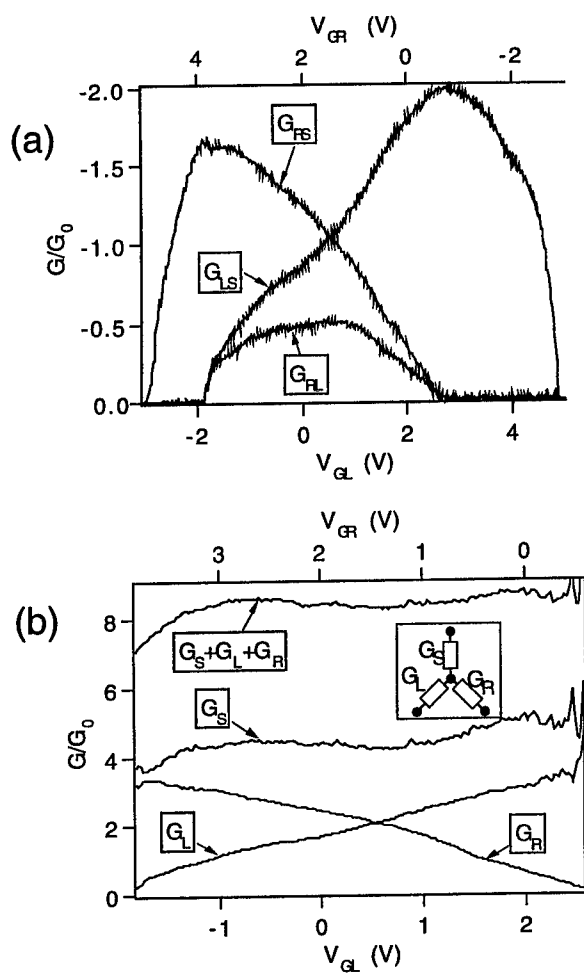 V_GR (V)
4 2 0 -2
(a)
-2.0
-1.5
-1.0
-0.5
0.0
G/G_0
G_RS
G_LS
G_RL
-2 0 2 4
V_GL (V)
V_GR (V)
3 2 1 0
(b)
8
6
4
2
0
G/G_0
G_S+G_L+G_R
G_S
G_L
G_R
G_S
G_L
G_R
-1 0 1 2
V_GL (V)